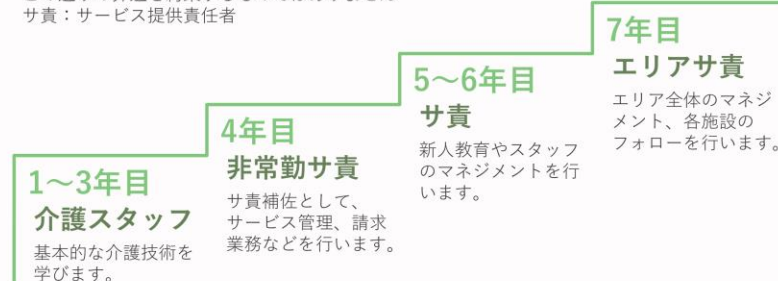 サ責：サービス提供責任者
1〜3年目
介護スタッフ
基本的な介護技術を
学びます。
4年目
非常勤サ責
サ責補佐として、
サービス管理、請求
業務などを行います。
5〜6年目
サ責
新人教育やスタッフ
のマネジメントを行
います。
7年目
エリアサ責
エリア全体のマネジ
メント、各施設の
フォローを行います。